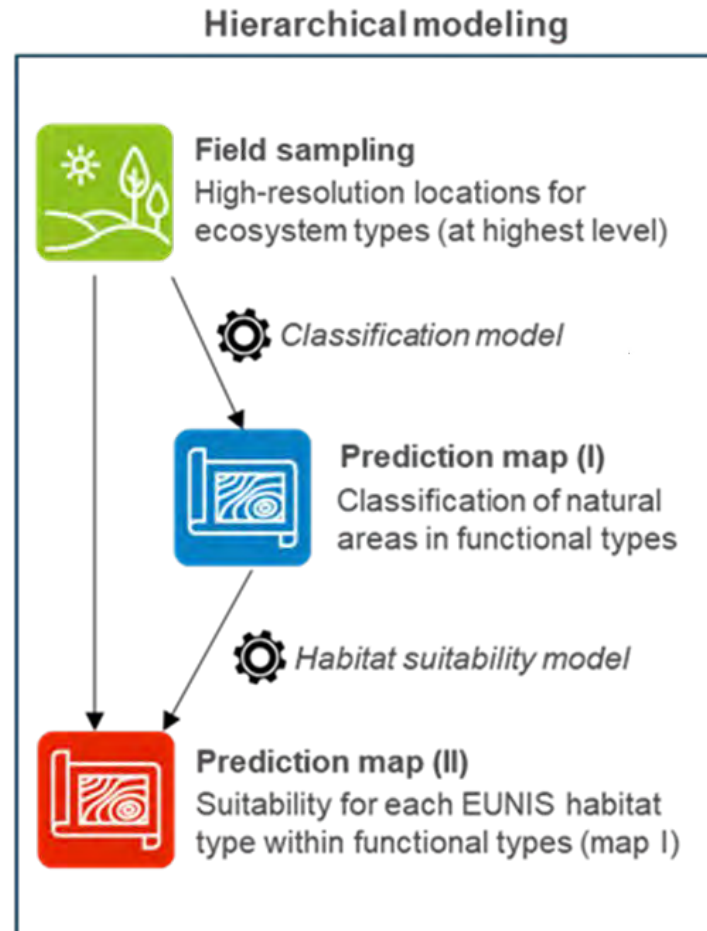 Hierarchical modeling
Field sampling
High-resolution locations for
ecosystem types (at highest level)
Classification model
Prediction map (I)
Classification of natural
areas in functional types
Habitat suitability model
Prediction map (II)
Suitability for each EUNIS habitat
type within functional types (map I)